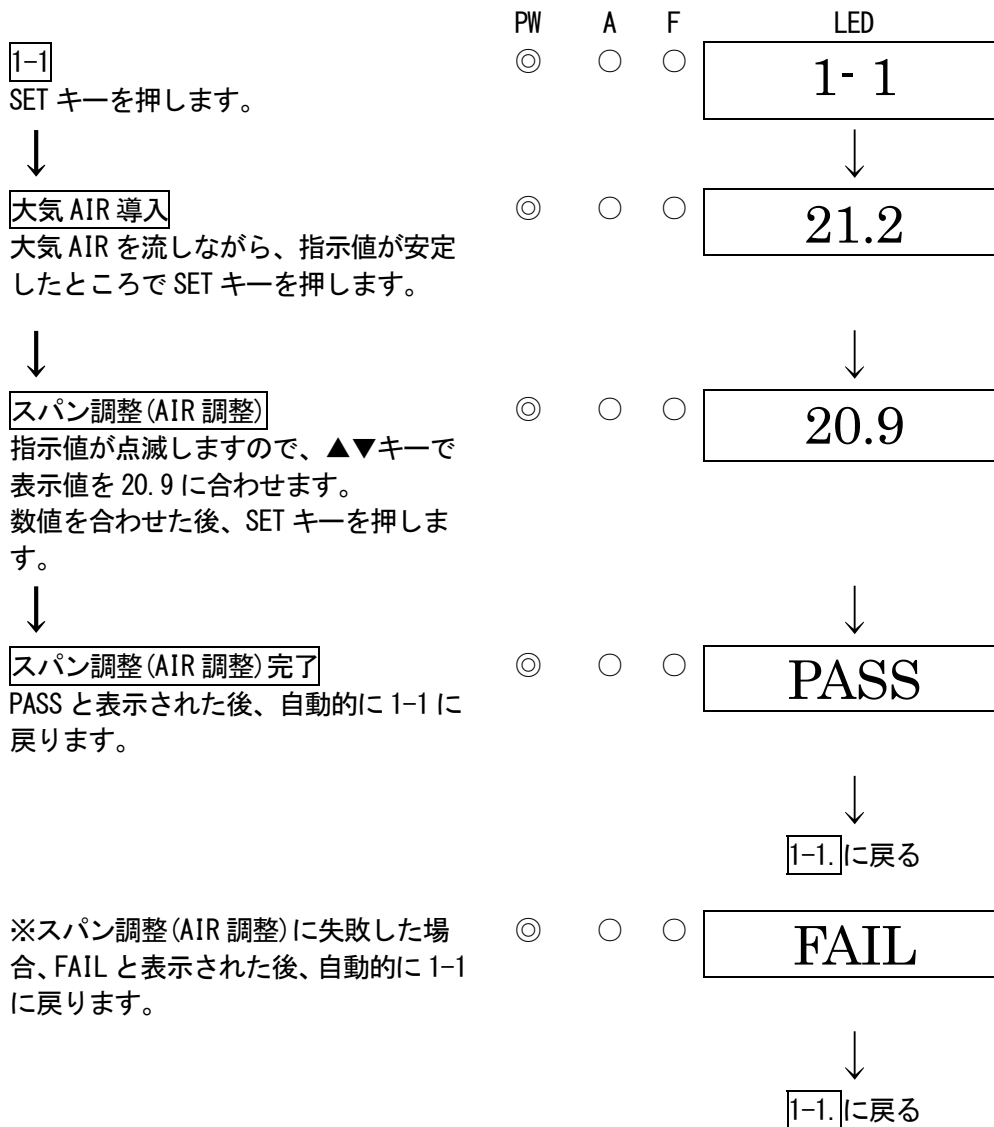 PW A F LED
1-1 ◎ ○ ○ 1-1
SET キーを押します。
↓ ↓
大気 AIR 導入 ◎ ○ ○ 21.2
大気 AIR を流しながら、指示値が安定
したところで SET キーを押します。
↓ ↓
スパン調整(AIR 調整) ◎ ○ ○ 20.9
指示値が点滅しますので、▲▼キーで
表示値を 20.9 に合わせます。
数値を合わせた後、SET キーを押しま
す。
↓ ↓
スパン調整(AIR 調整)完了 ◎ ○ ○ PASS
PASS と表示された後、自動的に 1-1 に
戻ります。
↓
1-1.に戻る
※スパン調整(AIR 調整)に失敗した場 ◎ ○ ○ FAIL
合、FAIL と表示された後、自動的に 1-1
に戻ります。
↓
1-1.に戻る